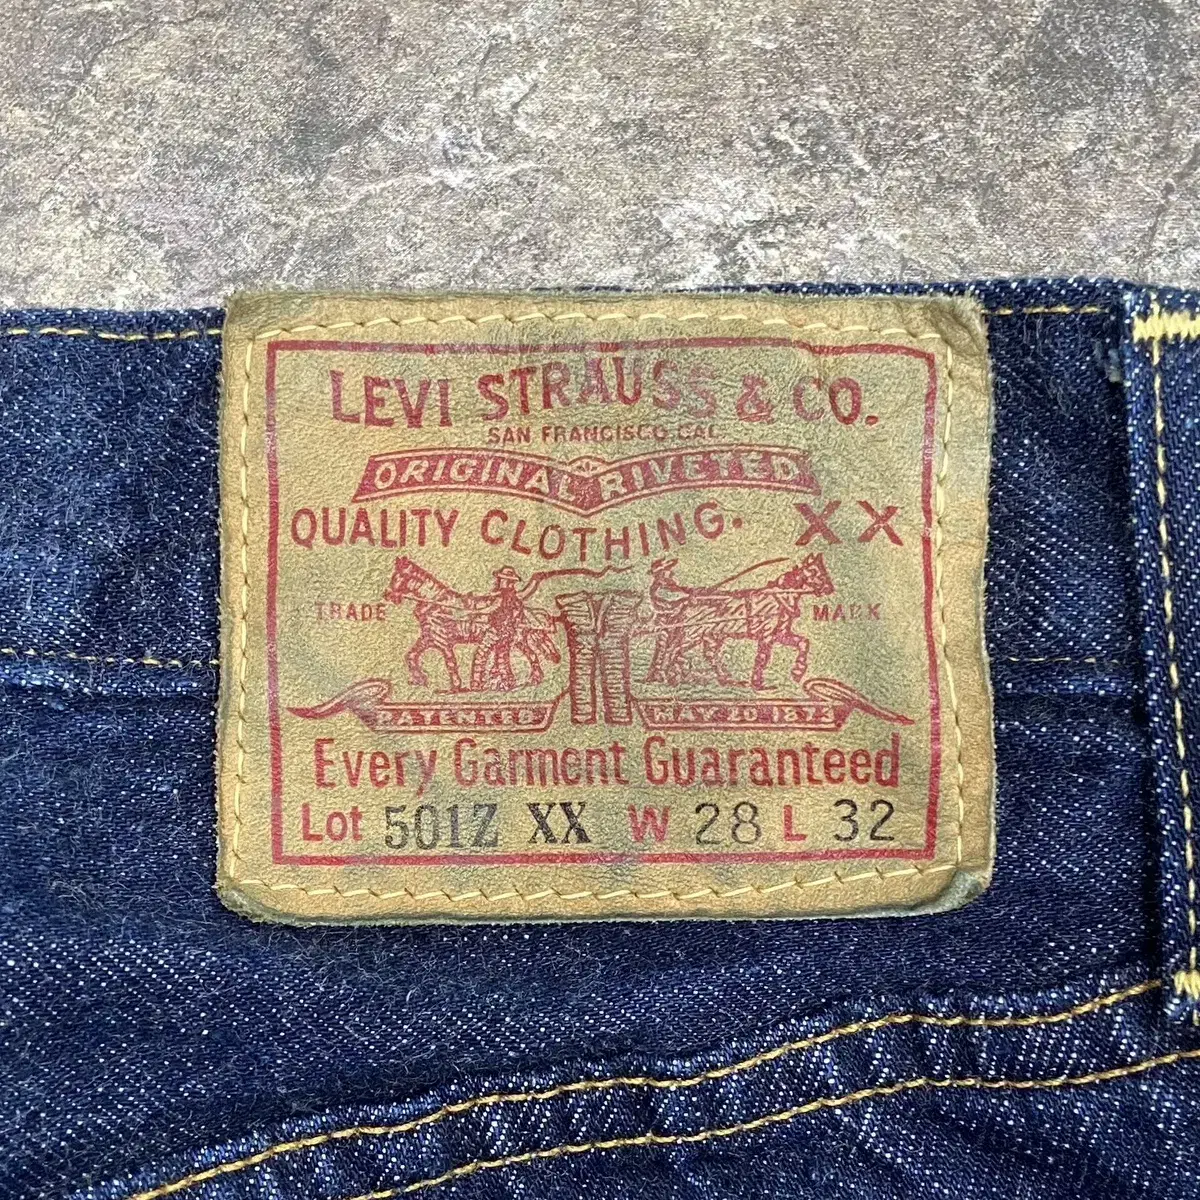 LEVI STRAUSS & CO.
SAN FRANCISCO CAL
ORIGINAL RIVETED
QUALITY CLOTHING. XX
TRADE MARK
PATENTED MAY 20 1873
Every Garment Guaranteed
Lot 501Z XX W 28 L 32